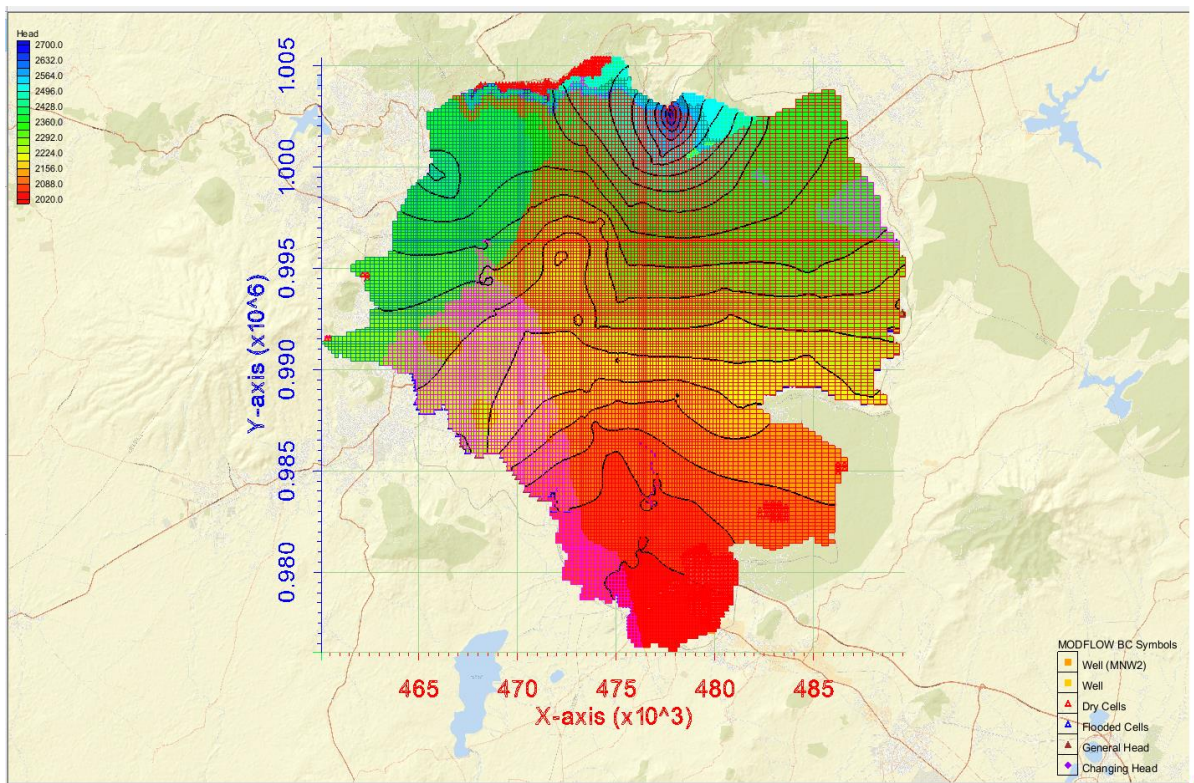 Head
2700.0
2632.0
2564.0
2496.0
2428.0
2360.0
2224.0
2156.0
2088.0
2020.0
1.005
1.000
0.995
0.990
0.985
0.980
Y-axis (x10^6)
465 470 475 480 485
X-axis (x10^3)
MODFLOW BC Symbols
Well (MNW2)
Well
Dry Cells
Flooded Cells
General Head
Changing Head